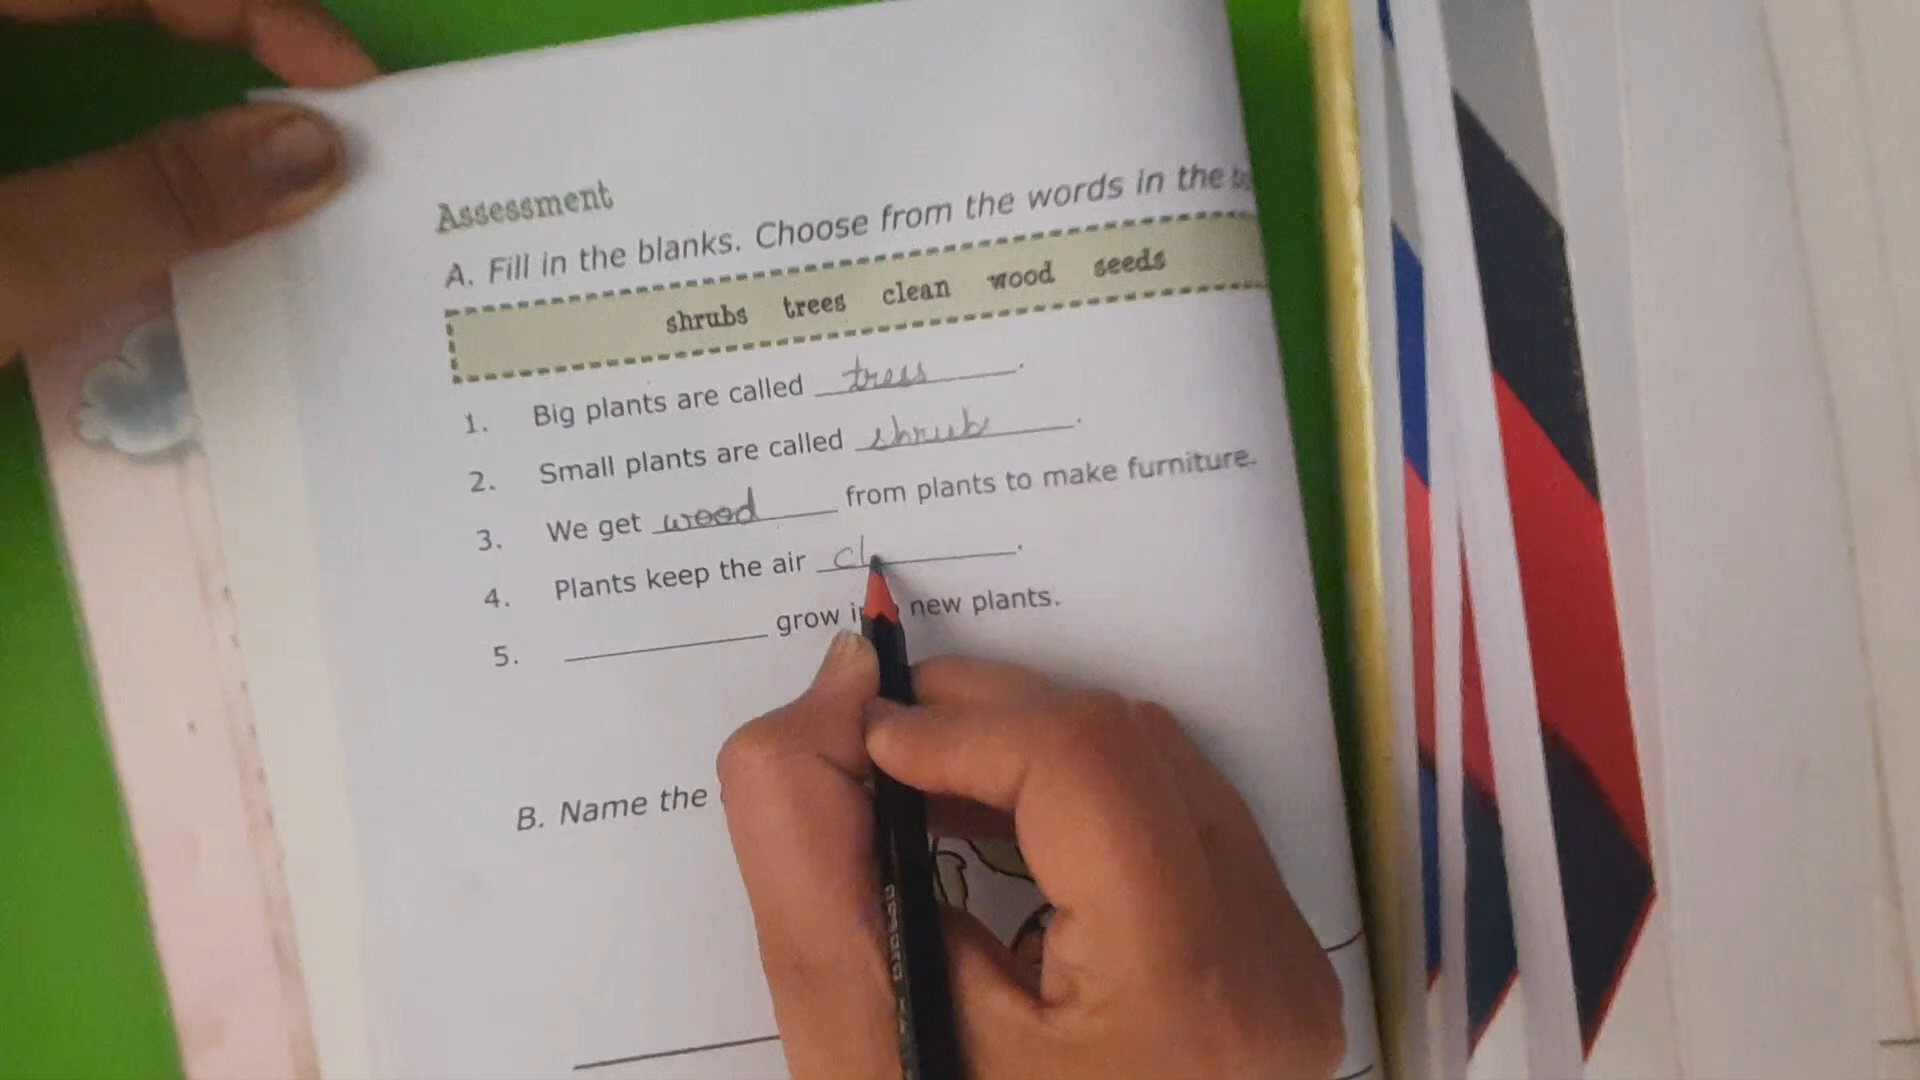 Assessment
A. Fill in the blanks. Choose from the words in the
shrubs trees clean wood seeds
1. Big plants are called trees.
2. Small plants are called shrubs.
3. We get wood from plants to make furniture.
4. Plants keep the air cl.
5. ________ grow in new plants.
B. Name the